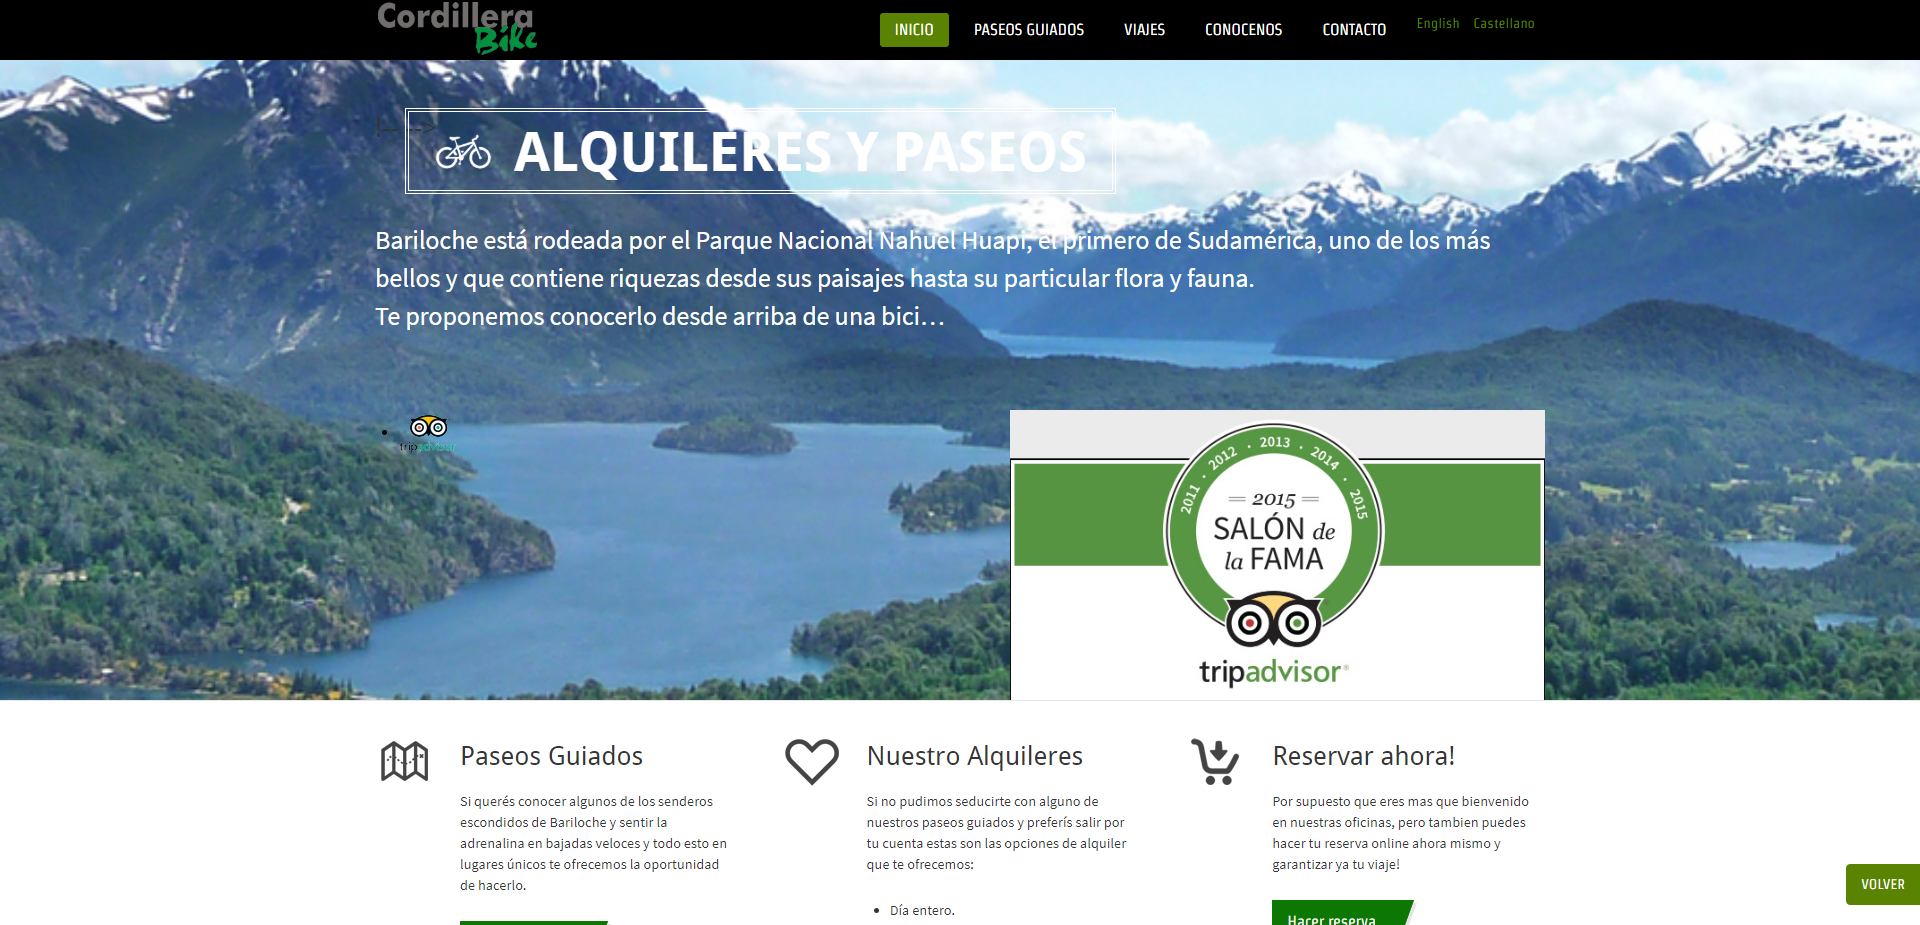 Cordillera
Bike
INICIO
PASEOS GUIADOS
VIAJES
CONOCENOS
CONTACTO
English
Castellano
ALQUILERES Y PASEOS
Bariloche está rodeada por el Parque Nacional Nahuel Huapi, el primero de Sudamérica, uno de los más
bellos y que contiene riquezas desde sus paisajes hasta su particular flora y fauna.
Te proponemos conocerlo desde arriba de una bici…
tripadvisor
2011 · 2012 · 2013 · 2014 · 2015
2015
SALÓN de
la FAMA
tripadvisor®
Paseos Guiados
Si querés conocer algunos de los senderos
escondidos de Bariloche y sentir la
adrenalina en bajadas veloces y todo esto en
lugares únicos te ofrecemos la oportunidad
de hacerlo.
Nuestro Alquileres
Si no pudimos seducirte con alguno de
nuestros paseos guiados y preferís salir por
tu cuenta estas son las opciones de alquiler
que te ofrecemos:
• Día entero.
Reservar ahora!
Por supuesto que eres mas que bienvenido
en nuestras oficinas, pero tambien puedes
hacer tu reserva online ahora mismo y
garantizar ya tu viaje!
Hacer reserva
VOLVER